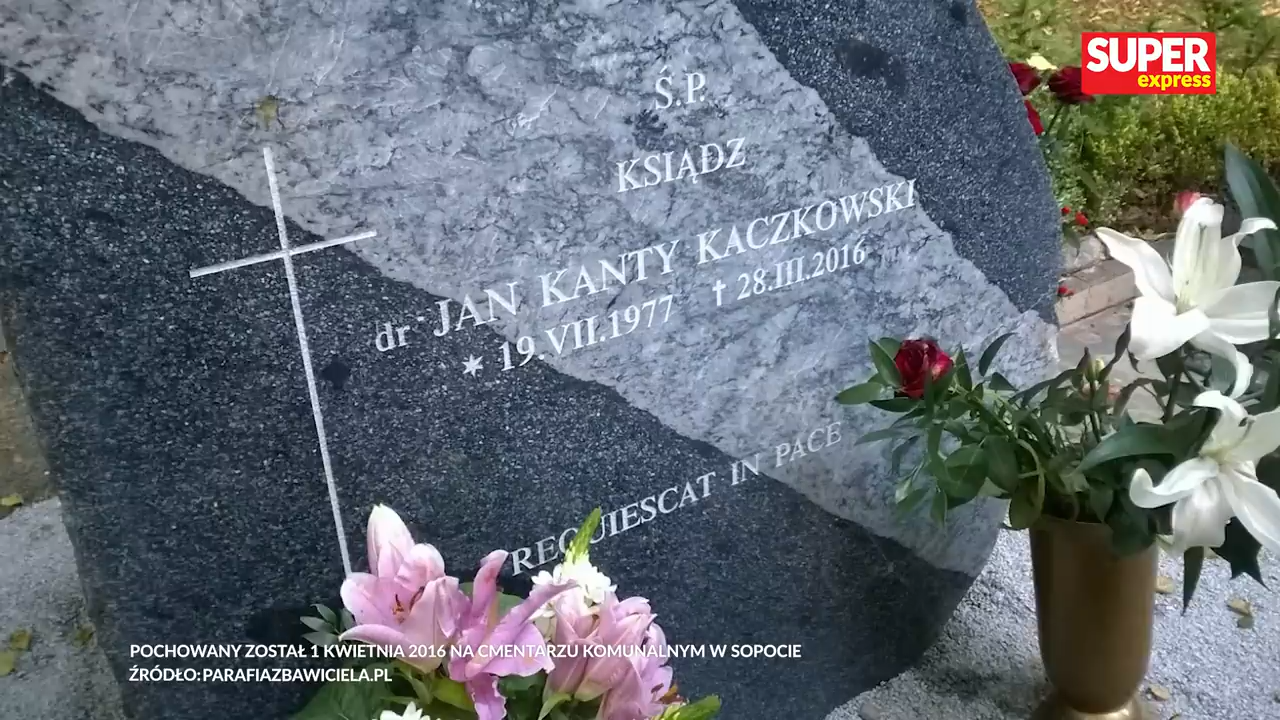 SUPER
express
Ś.P.
KSIĄDZ
dr JAN KANTY KACZKOWSKI
* 19.VII.1977 † 28.III.2016
REQUIESCAT IN PACE
POCHOWANY ZOSTAŁ 1 KWIETNIA 2016 NA CMENTARZU KOMUNALNYM W SOPOCIE
ŹRÓDŁO: PARAFIAZBAWICIELA.PL